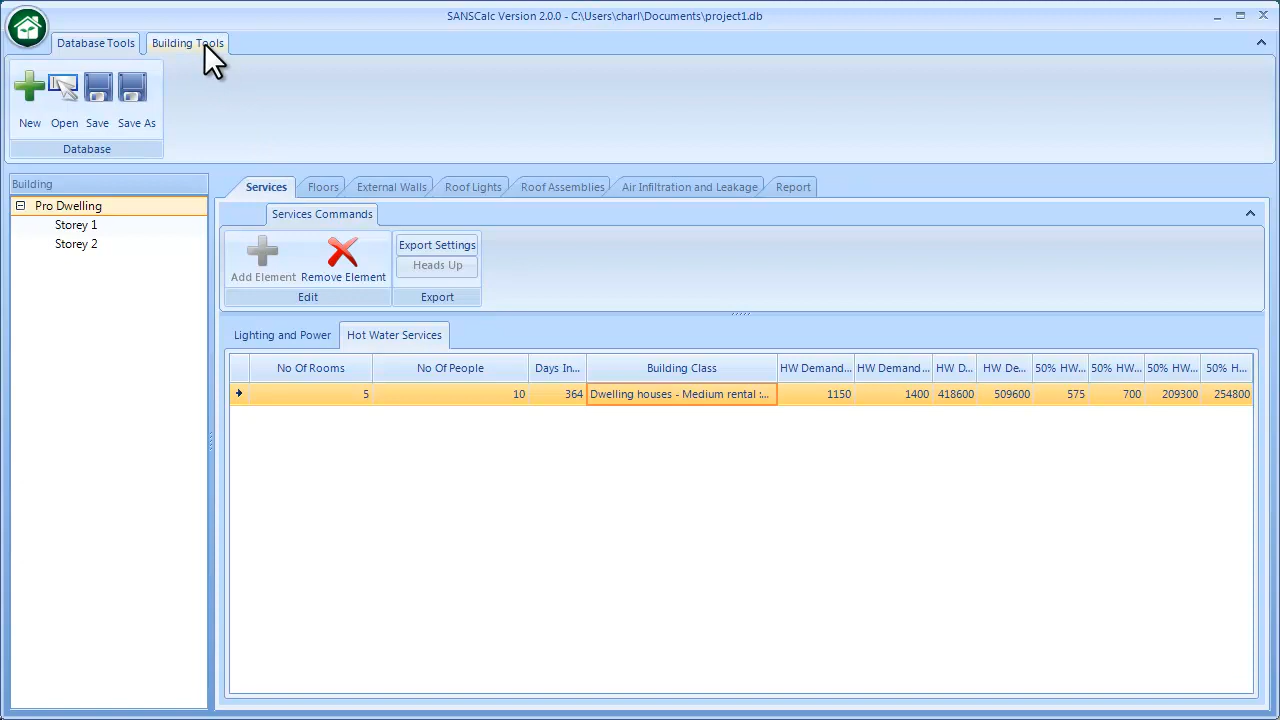 SANSCalc Version 2.0.0 - C:\Users\charl\Documents\project1.db
Database Tools Building Tools
New Open Save Save As
Database
Building
Pro Dwelling
Storey 1
Storey 2
Services Floors External Walls Roof Lights Roof Assemblies Air Infiltration and Leakage Report
Services Commands
Add Element Remove Element
Edit
Export Settings
Heads Up
Export
Lighting and Power Hot Water Services
No Of Rooms No Of People Days In... Building Class HW Demand... HW Demand... HW D... HW De... 50% HW... 50% HW... 50% HW... 50% H...
5 10 364 Dwelling houses - Medium rental :... 1150 1400 418600 509600 575 700 209300 254800